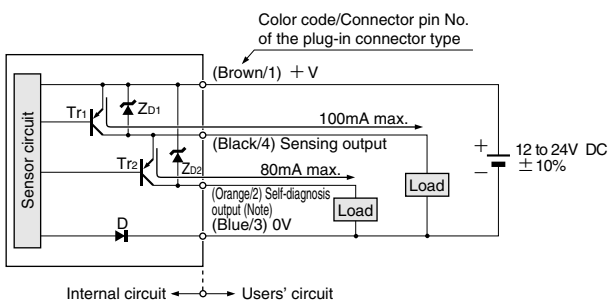 Color code/Connector pin No.
of the plug-in connector type
(Brown/1) +V
Tr1
ZD1
100mA max.
(Black/4) Sensing output
Sensor circuit
Tr2
ZD2
80mA max.
+
−
12 to 24V DC
±10%
Load
(Orange/2) Self-diagnosis
output (Note)
Load
D
(Blue/3) 0V
Internal circuit
Users' circuit